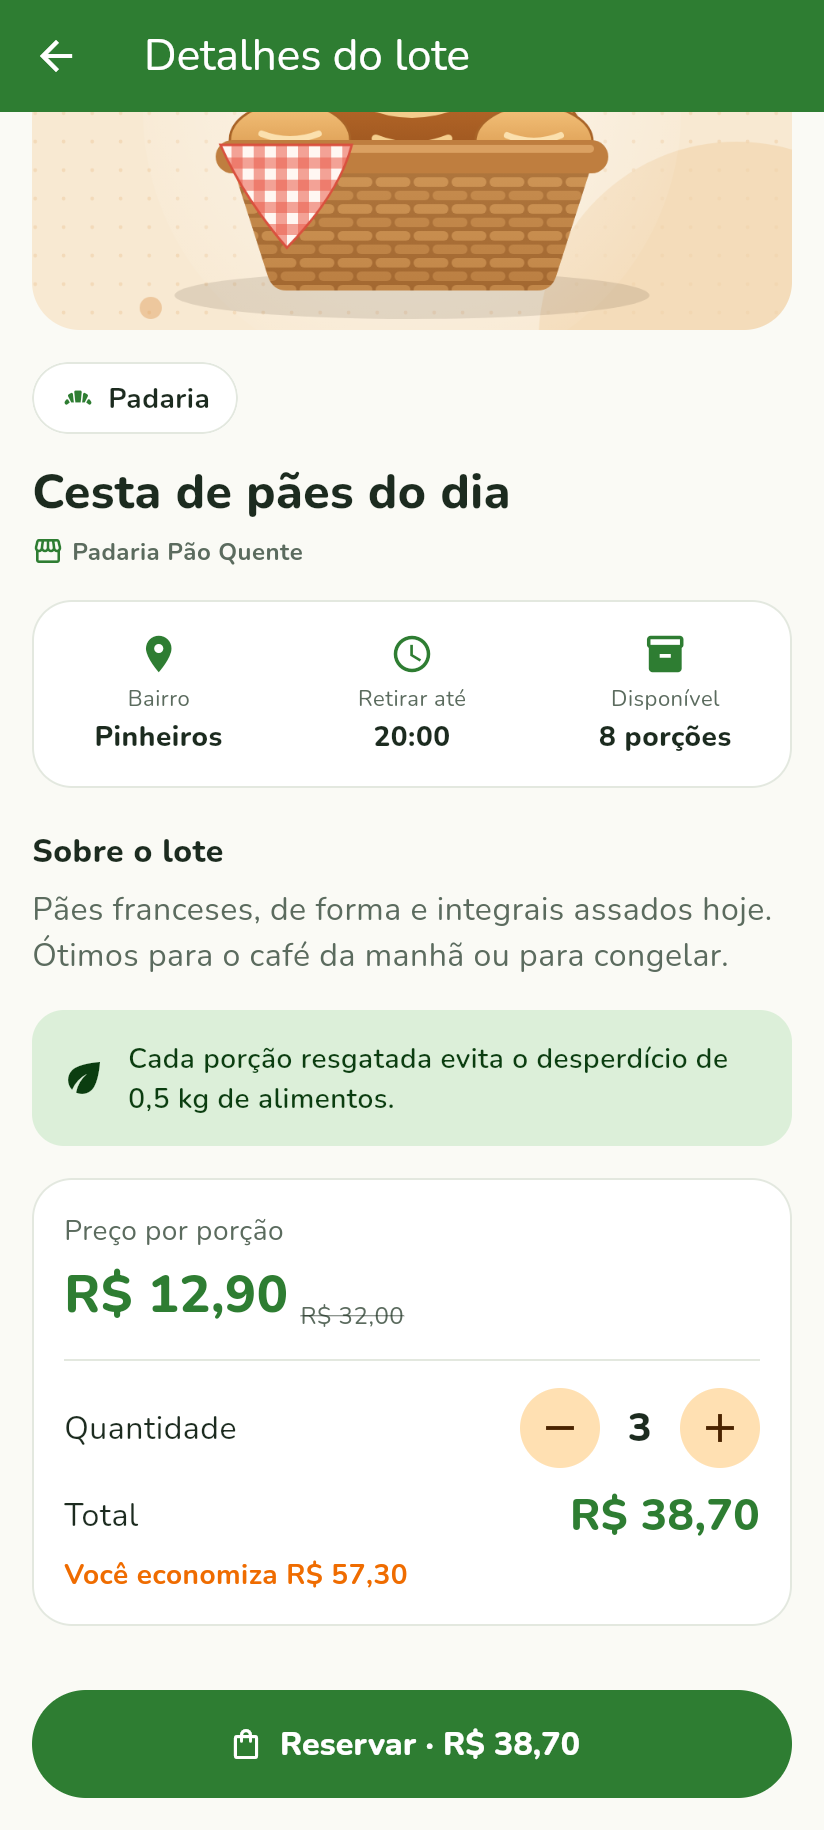 Detalhes do lote
Padaria
Cesta de pães do dia
Padaria Pão Quente
Bairro
Pinheiros
Retirar até
20:00
Disponível
8 porções
Sobre o lote
Pães franceses, de forma e integrais assados hoje.
Ótimos para o café da manhã ou para congelar.
Cada porção resgatada evita o desperdício de
0,5 kg de alimentos.
Preço por porção
R$ 12,90 R$ 32,00
Quantidade
3
Total
R$ 38,70
Você economiza R$ 57,30
Reservar · R$ 38,70